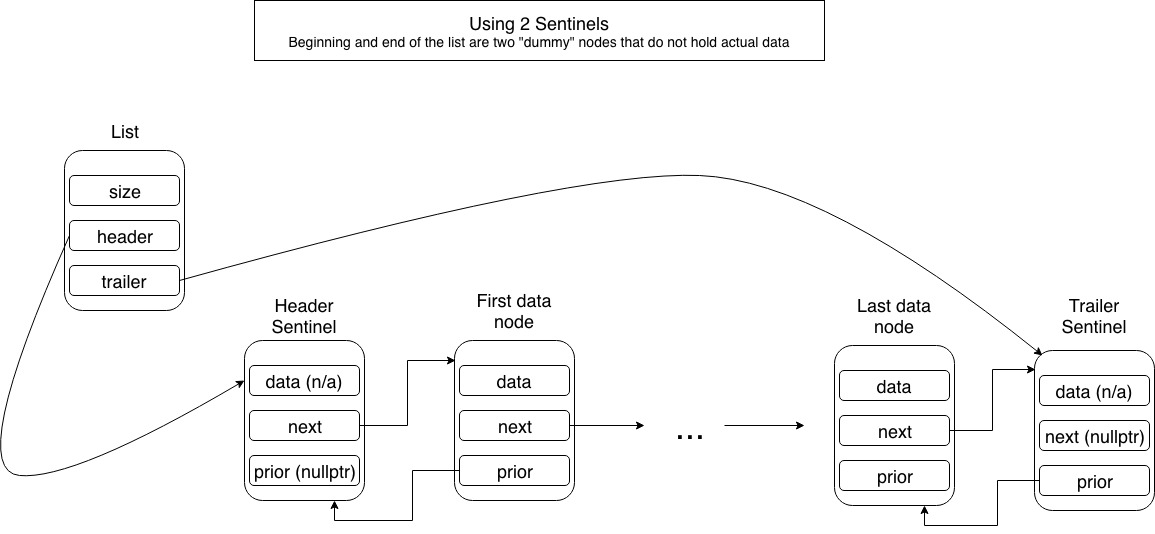 Using 2 Sentinels
Beginning and end of the list are two "dummy" nodes that do not hold actual data
List
size
header
trailer
Header
Sentinel
data (n/a)
next
prior (nullptr)
First data
node
data
next
prior
...
Last data
node
data
next
prior
Trailer
Sentinel
data (n/a)
next (nullptr)
prior